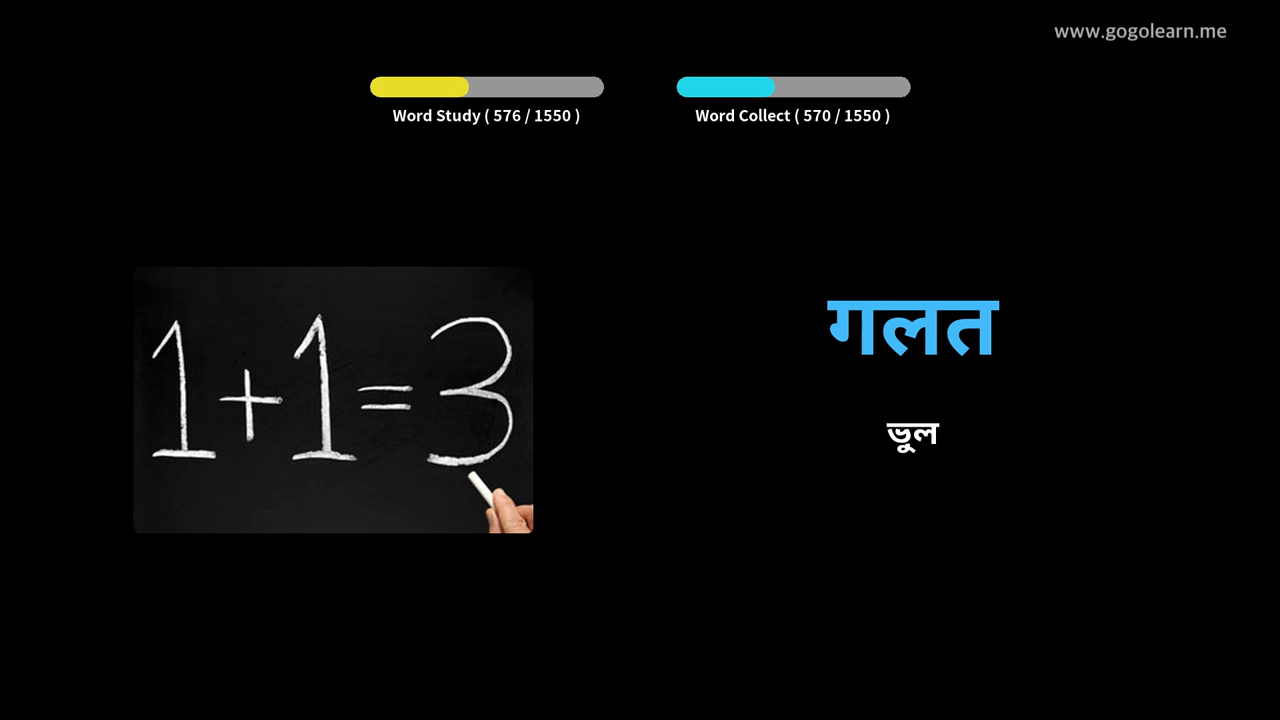 www.gogolearn.me
Word Study ( 576 / 1550 )
Word Collect ( 570 / 1550 )
1+1=3
गलत
ভুল